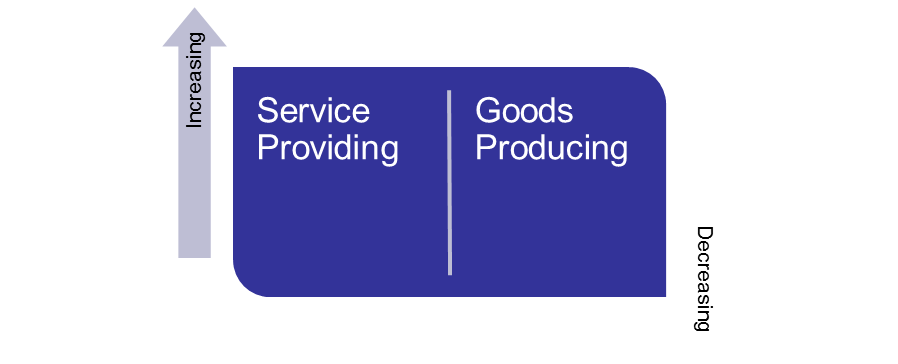 Increasing
Service
Providing
Goods
Producing
Decreasing